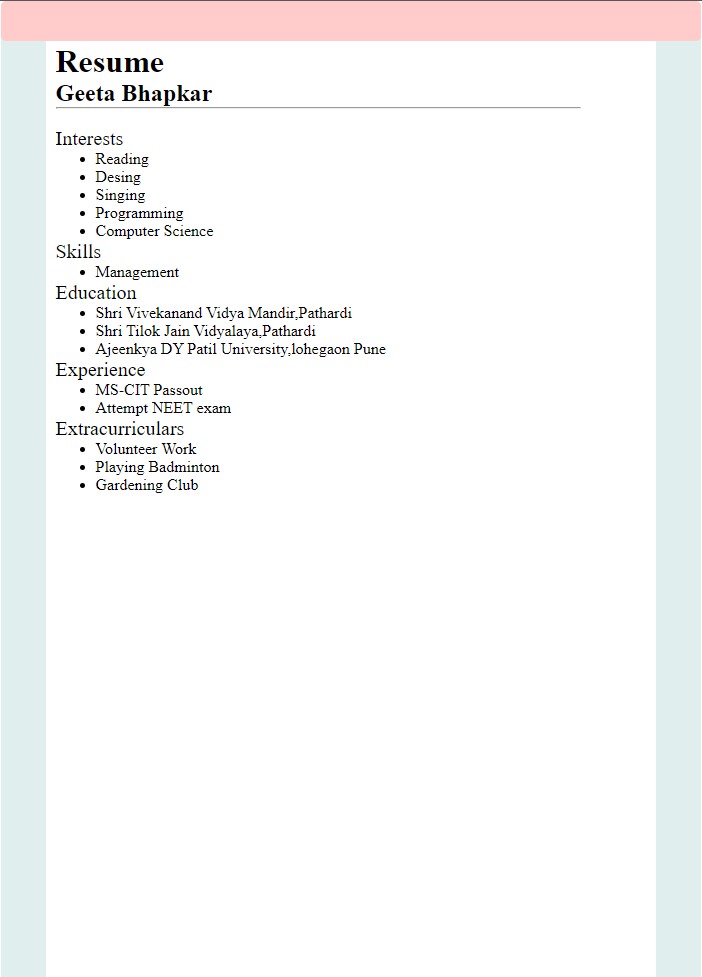 Resume
Geeta Bhapkar
Interests
Reading
Desing
Singing
Programming
Computer Science
Skills
Management
Education
Shri Vivekanand Vidya Mandir,Pathardi
Shri Tilok Jain Vidyalaya,Pathardi
Ajeenkya DY Patil University,lohegaon Pune
Experience
MS-CIT Passout
Attempt NEET exam
Extracurriculars
Volunteer Work
Playing Badminton
Gardening Club